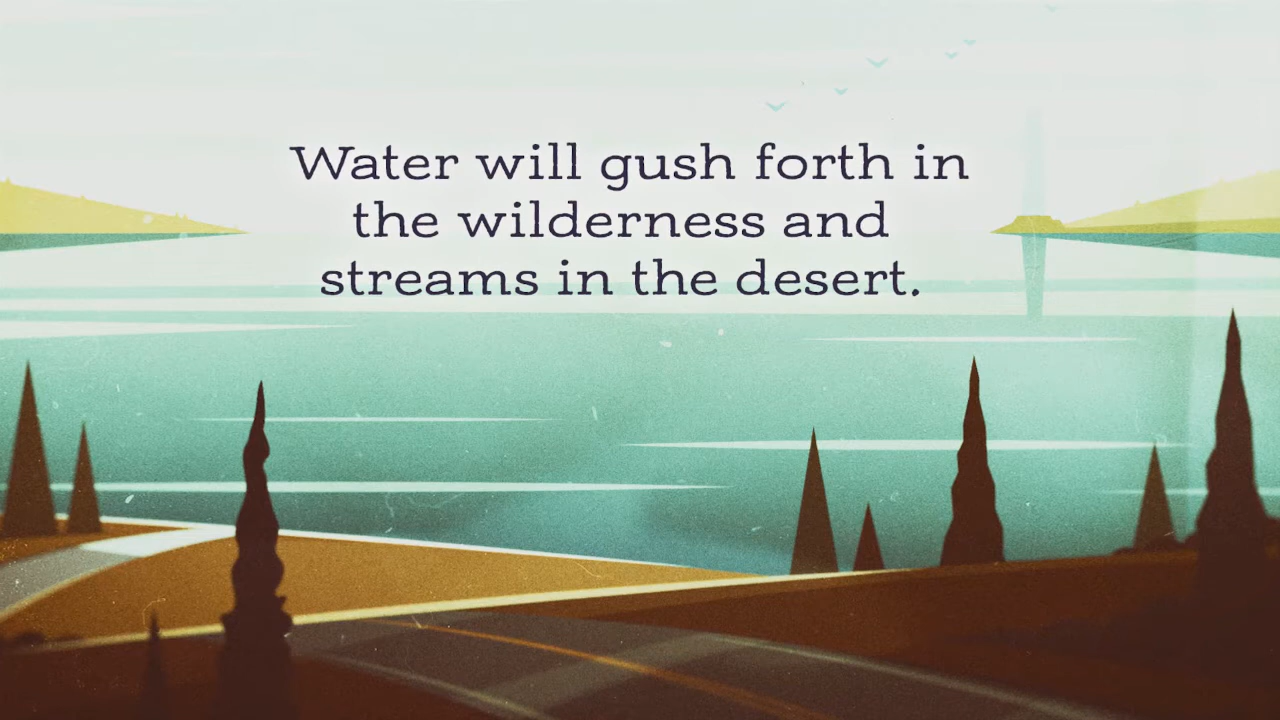 Water will gush forth in
the wilderness and
streams in the desert.